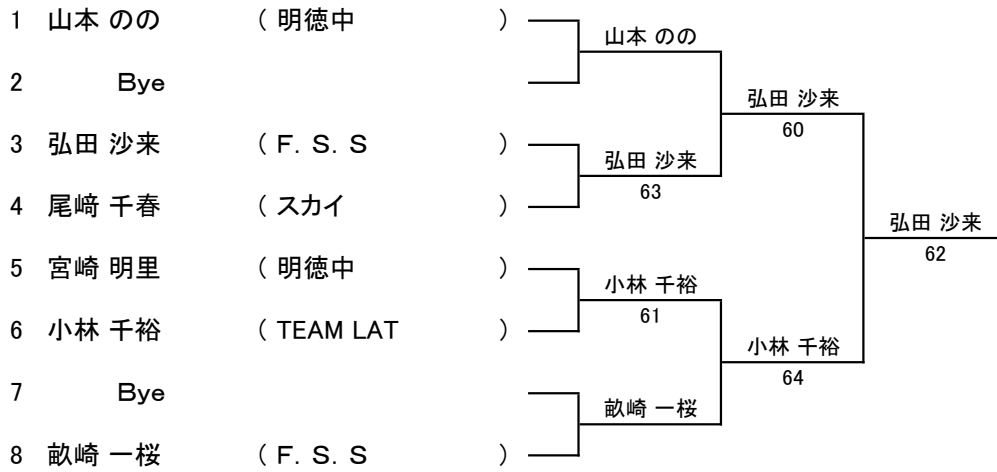 1 山本 のの ( 明徳中 )
山本 のの
2 Bye
弘田 沙来
60
3 弘田 沙来 ( F. S. S )
弘田 沙来
63
4 尾﨑 千春 ( スカイ )
弘田 沙来
62
5 宮崎 明里 ( 明徳中 )
小林 千裕
61
6 小林 千裕 ( TEAM LAT )
小林 千裕
64
7 Bye
畝崎 一桜
8 畝崎 一桜 ( F. S. S )